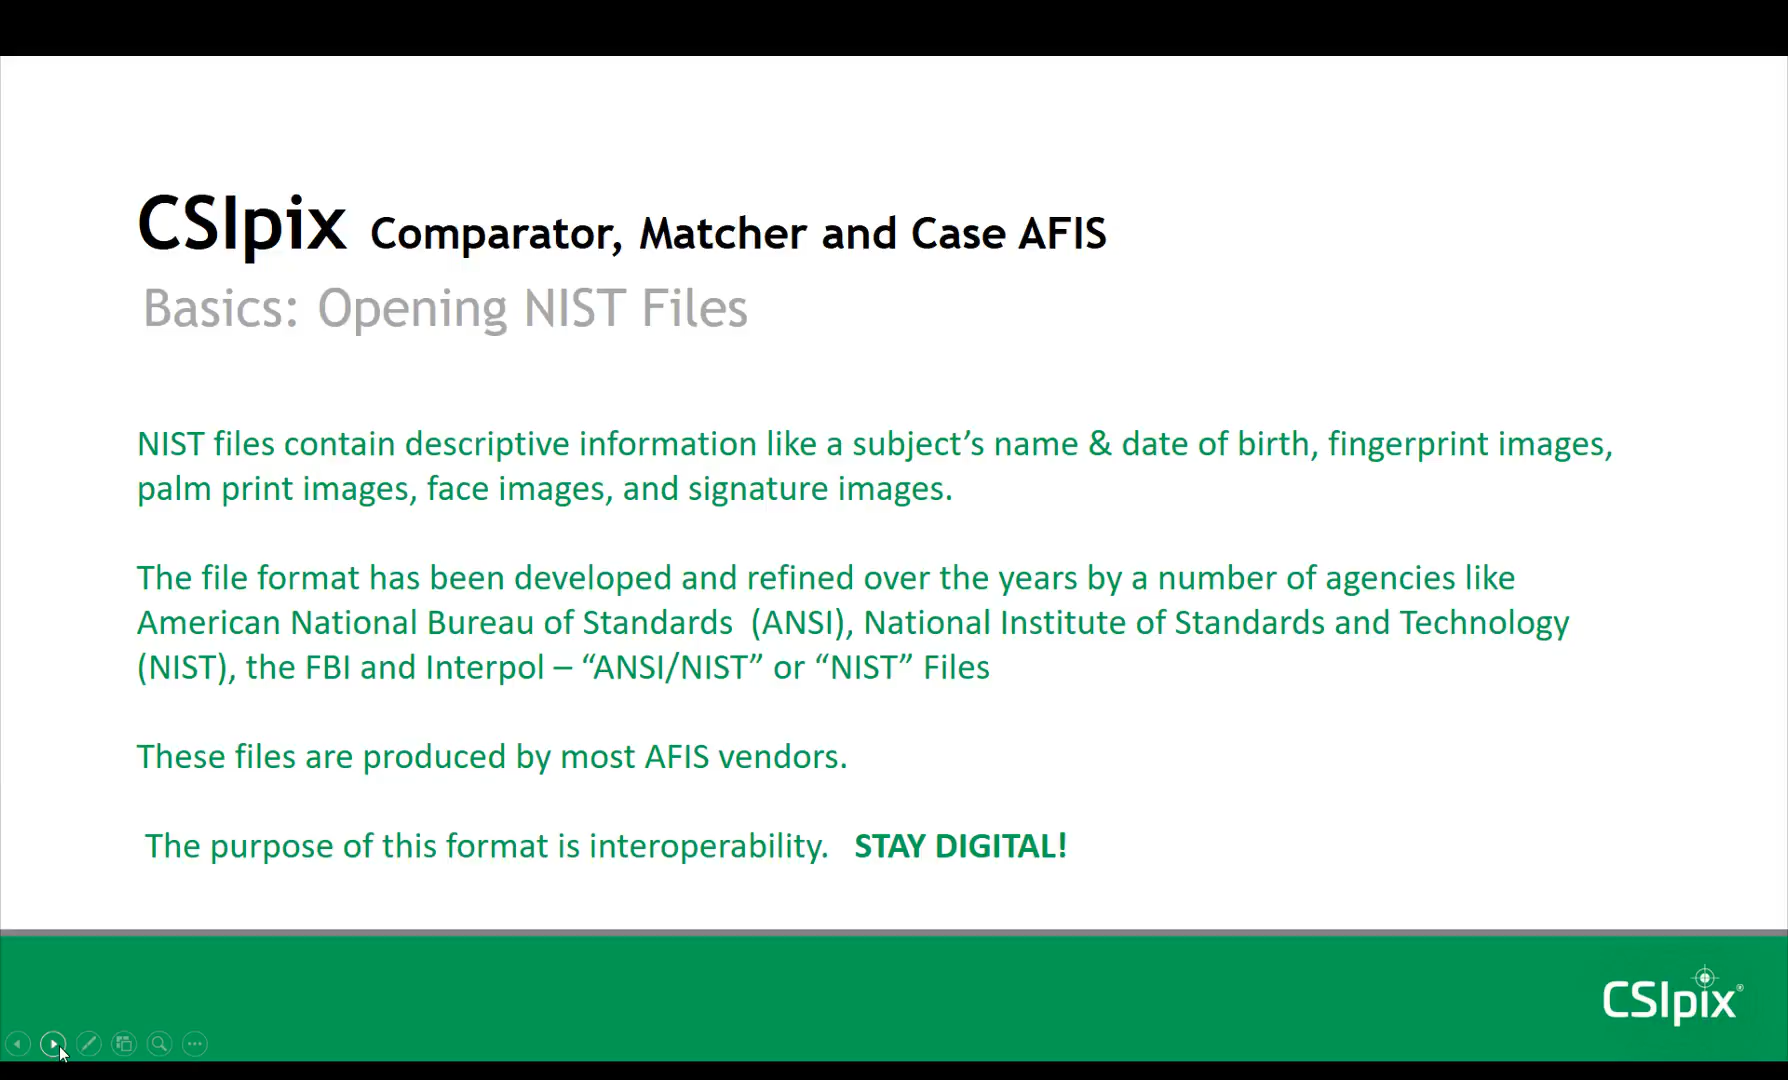 CSIpix Comparator, Matcher and Case AFIS
Basics: Opening NIST Files
NIST files contain descriptive information like a subject’s name & date of birth, fingerprint images,
palm print images, face images, and signature images.
The file format has been developed and refined over the years by a number of agencies like
American National Bureau of Standards (ANSI), National Institute of Standards and Technology
(NIST), the FBI and Interpol – “ANSI/NIST” or “NIST” Files
These files are produced by most AFIS vendors.
The purpose of this format is interoperability. STAY DIGITAL!
CSIpix®